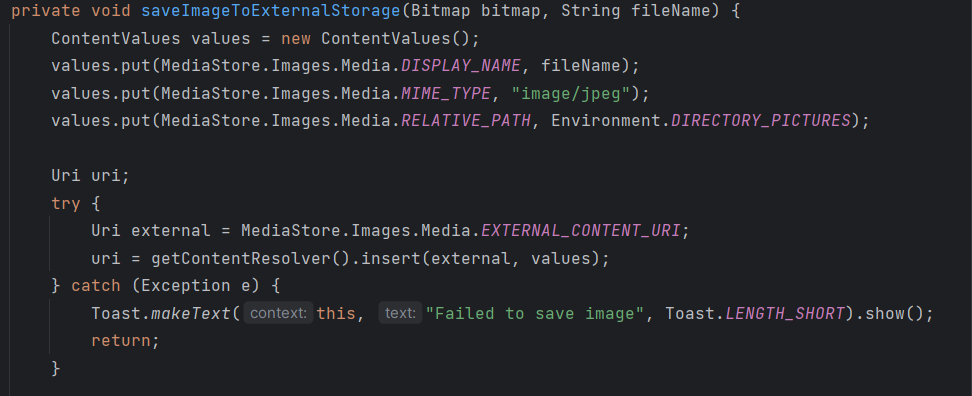 private void saveImageToExternalStorage(Bitmap bitmap, String fileName) {
ContentValues values = new ContentValues();
values.put(MediaStore.Images.Media.DISPLAY_NAME, fileName);
values.put(MediaStore.Images.Media.MIME_TYPE, "image/jpeg");
values.put(MediaStore.Images.Media.RELATIVE_PATH, Environment.DIRECTORY_PICTURES);
Uri uri;
try {
Uri external = MediaStore.Images.Media.EXTERNAL_CONTENT_URI;
uri = getContentResolver().insert(external, values);
} catch (Exception e) {
Toast.makeText( context: this, text: "Failed to save image", Toast.LENGTH_SHORT).show();
return;
}